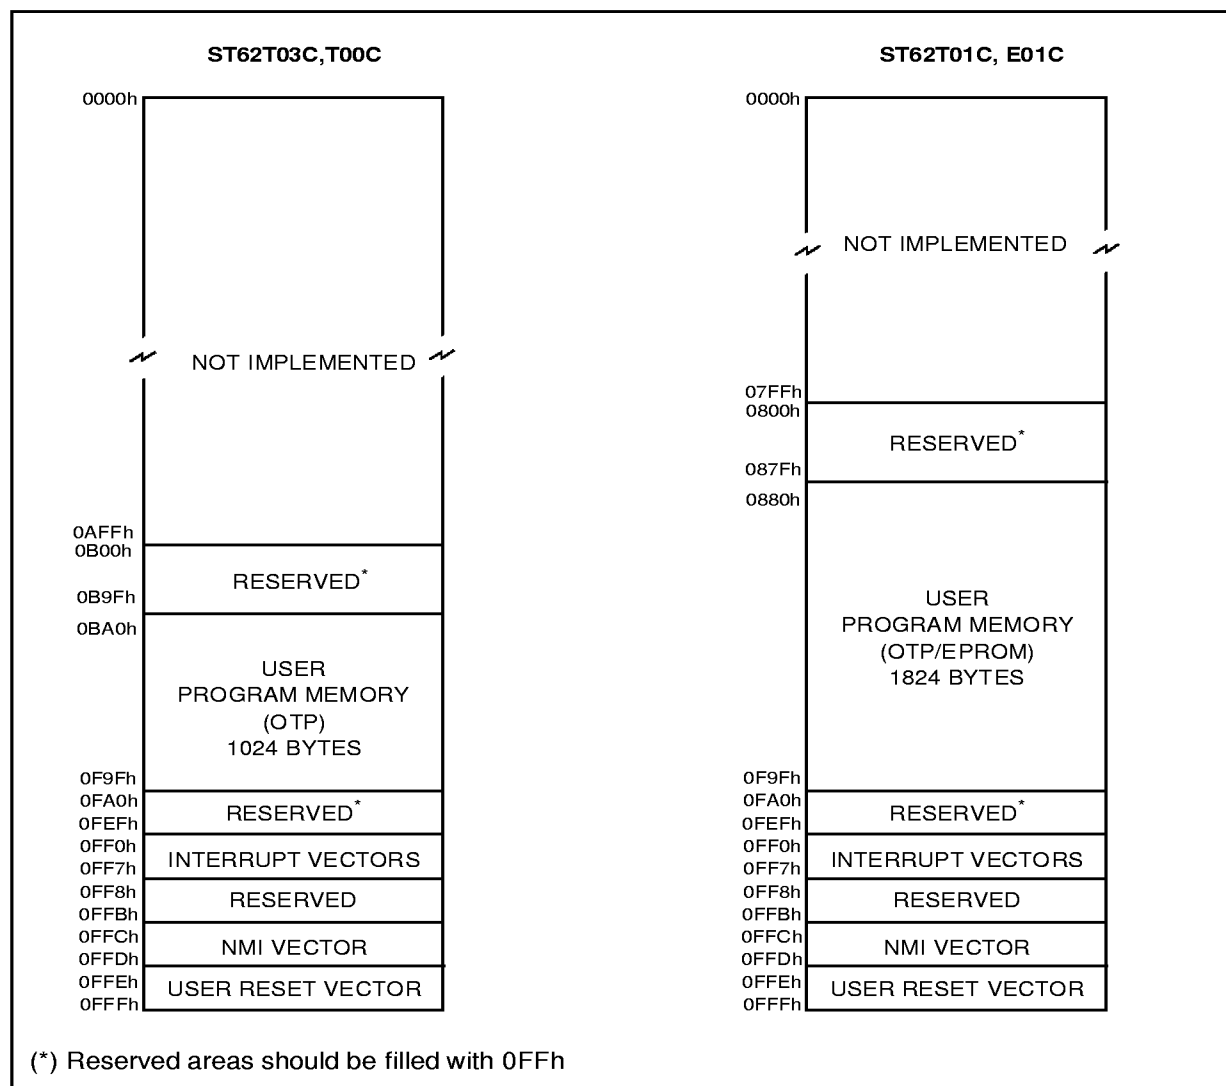 ST62T03C,T00C
0000h
NOT IMPLEMENTED
0AFFh
0B00h
RESERVED*
0B9Fh
0BA0h
USER
PROGRAM MEMORY
(OTP)
1024 BYTES
0F9Fh
0FA0h
RESERVED*
0FEFh
0FF0h
INTERRUPT VECTORS
0FF7h
0FF8h
RESERVED
0FFBh
0FFCh
NMI VECTOR
0FFDh
0FFEh
USER RESET VECTOR
0FFFh
ST62T01C, E01C
0000h
NOT IMPLEMENTED
07FFh
0800h
RESERVED*
087Fh
0880h
USER
PROGRAM MEMORY
(OTP/EPROM)
1824 BYTES
0F9Fh
0FA0h
RESERVED*
0FEFh
0FF0h
INTERRUPT VECTORS
0FF7h
0FF8h
RESERVED
0FFBh
0FFCh
NMI VECTOR
0FFDh
0FFEh
USER RESET VECTOR
0FFFh
(*) Reserved areas should be filled with 0FFh